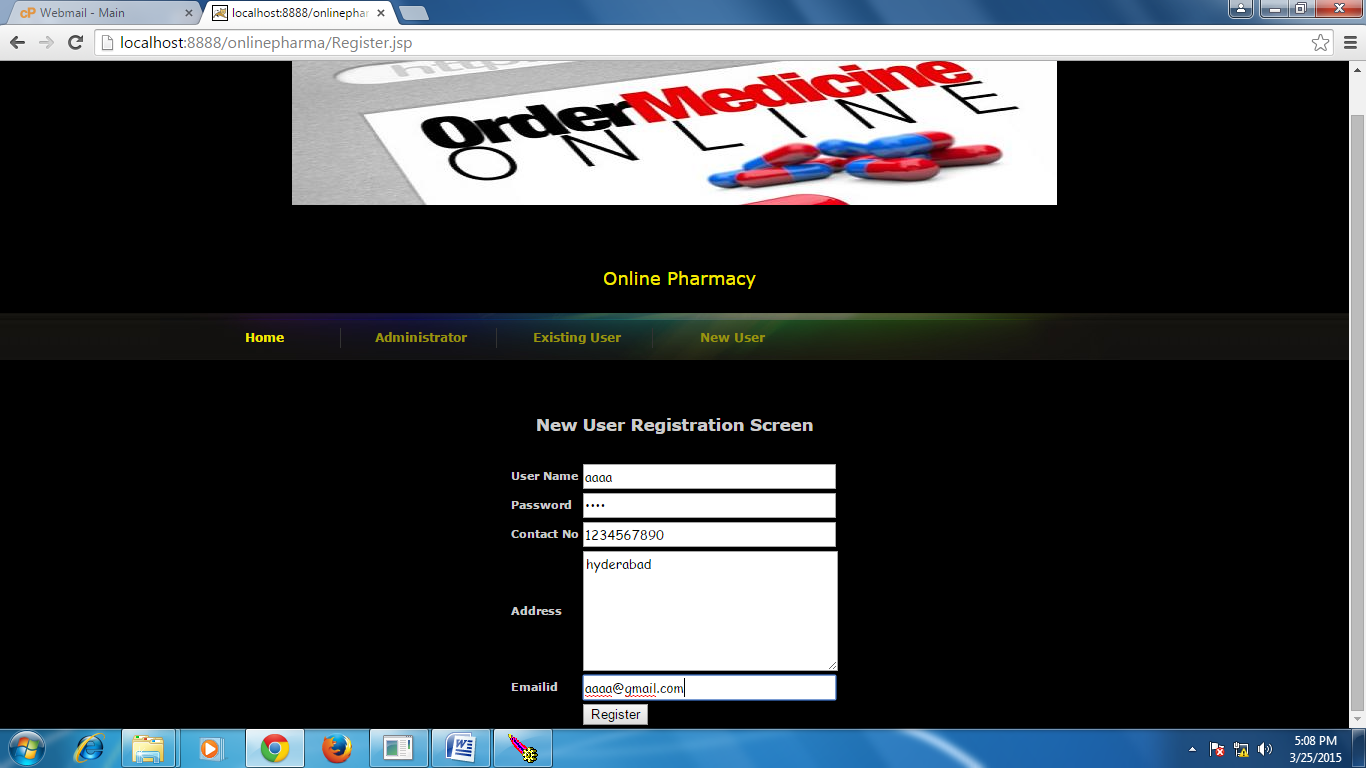 cP Webmail - Main
localhost:8888/onlinephar
localhost:8888/onlinepharma/Register.jsp
http
OrderMedicine
ONLINE
Online Pharmacy
Home
Administrator
Existing User
New User
New User Registration Screen
User Name aaaa
Password ••••
Contact No 1234567890
Address hyderabad
Emailid aaaa@gmail.com
Register
5:08 PM
3/25/2015